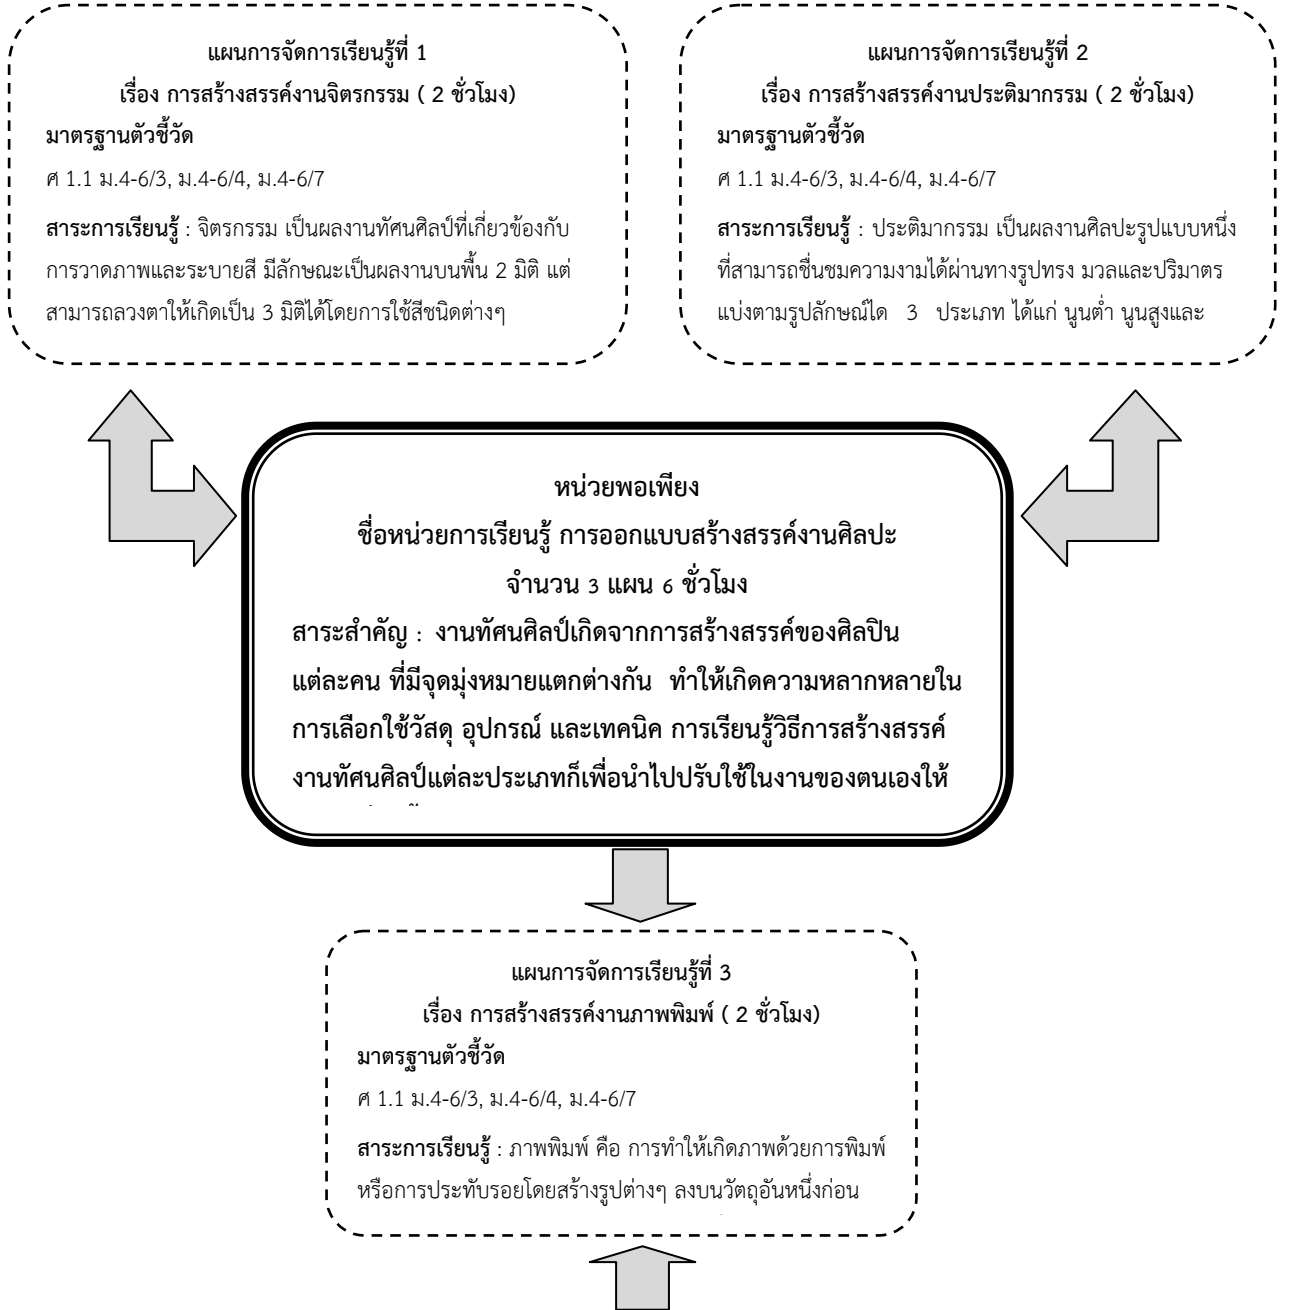 แผนการจัดการเรียนรู้ที่ 1
เรื่อง การสร้างสรรค์งานจิตรกรรม ( 2 ชั่วโมง)
มาตรฐานตัวชี้วัด
ศ 1.1 ม.4-6/3, ม.4-6/4, ม.4-6/7
สาระการเรียนรู้ : จิตรกรรม เป็นผลงานทัศนศิลป์ที่เกี่ยวข้องกับ
การวาดภาพและระบายสี มีลักษณะเป็นผลงานบนพื้น 2 มิติ แต่
สามารถลวงตาให้เกิดเป็น 3 มิติได้โดยการใช้สีชนิดต่างๆ
แผนการจัดการเรียนรู้ที่ 2
เรื่อง การสร้างสรรค์งานประติมากรรม ( 2 ชั่วโมง)
มาตรฐานตัวชี้วัด
ศ 1.1 ม.4-6/3, ม.4-6/4, ม.4-6/7
สาระการเรียนรู้ : ประติมากรรม เป็นผลงานศิลปะรูปแบบหนึ่ง
ที่สามารถชื่นชมความงามได้ผ่านทางรูปทรง มวลและปริมาตร
แบ่งตามรูปลักษณ์ได 3 ประเภท ได้แก่ นูนต่ำ นูนสูงและ
หน่วยพอเพียง
ชื่อหน่วยการเรียนรู้ การออกแบบสร้างสรรค์งานศิลปะ
จำนวน 3 แผน 6 ชั่วโมง
สาระสำคัญ : งานทัศนศิลป์เกิดจากการสร้างสรรค์ของศิลปิน
แต่ละคน ที่มีจุดมุ่งหมายแตกต่างกัน ทำให้เกิดความหลากหลายใน
การเลือกใช้วัสดุ อุปกรณ์ และเทคนิค การเรียนรู้วิธีการสร้างสรรค์
งานทัศนศิลป์แต่ละประเภทก็เพื่อนำไปปรับใช้ในงานของตนเองให้
แผนการจัดการเรียนรู้ที่ 3
เรื่อง การสร้างสรรค์งานภาพพิมพ์ ( 2 ชั่วโมง)
มาตรฐานตัวชี้วัด
ศ 1.1 ม.4-6/3, ม.4-6/4, ม.4-6/7
สาระการเรียนรู้ : ภาพพิมพ์ คือ การทำให้เกิดภาพด้วยการพิมพ์
หรือการประทับรอยโดยสร้างรูปต่างๆ ลงบนวัตถุอันหนึ่งก่อน